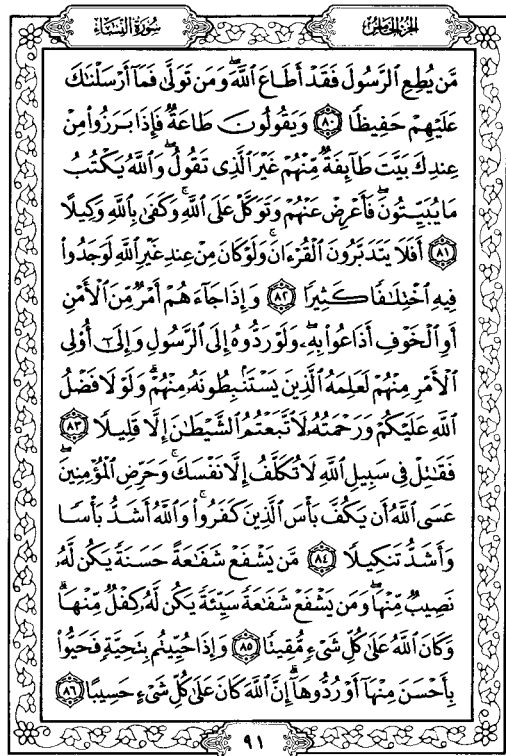 الجزء الخامس
سورة النساء
مَّن يُطِعِ ٱلرَّسُولَ فَقَدْ أَطَاعَ ٱللَّهَ ۖ وَمَن تَوَلَّىٰ فَمَآ أَرْسَلْنَٰكَ
عَلَيْهِمْ حَفِيظًا ٨٠ وَيَقُولُونَ طَاعَةٌ فَإِذَا بَرَزُوا۟ مِنْ
عِندِكَ بَيَّتَ طَآئِفَةٌ مِّنْهُمْ غَيْرَ ٱلَّذِى تَقُولُ ۖ وَٱللَّهُ يَكْتُبُ
مَا يُبَيِّتُونَ ۖ فَأَعْرِضْ عَنْهُمْ وَتَوَكَّلْ عَلَى ٱللَّهِ ۚ وَكَفَىٰ بِٱللَّهِ وَكِيلًا
٨١ أَفَلَا يَتَدَبَّرُونَ ٱلْقُرْءَانَ ۚ وَلَوْ كَانَ مِنْ عِندِ غَيْرِ ٱللَّهِ لَوَجَدُوا۟
فِيهِ ٱخْتِلَٰفًا كَثِيرًا ٨٢ وَإِذَا جَآءَهُمْ أَمْرٌ مِّنَ ٱلْأَمْنِ
أَوِ ٱلْخَوْفِ أَذَاعُوا۟ بِهِۦ ۖ وَلَوْ رَدُّوهُ إِلَى ٱلرَّسُولِ وَإِلَىٰٓ أُو۟لِى
ٱلْأَمْرِ مِنْهُمْ لَعَلِمَهُ ٱلَّذِينَ يَسْتَنۢبِطُونَهُۥ مِنْهُمْ ۗ وَلَوْلَا فَضْلُ
ٱللَّهِ عَلَيْكُمْ وَرَحْمَتُهُۥ لَٱتَّبَعْتُمُ ٱلشَّيْطَٰنَ إِلَّا قَلِيلًا ٨٣
فَقَٰتِلْ فِى سَبِيلِ ٱللَّهِ لَا تُكَلَّفُ إِلَّا نَفْسَكَ ۚ وَحَرِّضِ ٱلْمُؤْمِنِينَ ۖ
عَسَى ٱللَّهُ أَن يَكُفَّ بَأْسَ ٱلَّذِينَ كَفَرُوا۟ ۚ وَٱللَّهُ أَشَدُّ بَأْسًا
وَأَشَدُّ تَنكِيلًا ٨٤ مَّن يَشْفَعْ شَفَٰعَةً حَسَنَةً يَكُن لَّهُۥ
نَصِيبٌ مِّنْهَا ۖ وَمَن يَشْفَعْ شَفَٰعَةً سَيِّئَةً يَكُن لَّهُۥ كِفْلٌ مِّنْهَا ۗ
وَكَانَ ٱللَّهُ عَلَىٰ كُلِّ شَىْءٍ مُّقِيتًا ٨٥ وَإِذَا حُيِّيتُم بِتَحِيَّةٍ فَحَيُّوا۟
بِأَحْسَنَ مِنْهَآ أَوْ رُدُّوهَآ ۗ إِنَّ ٱللَّهَ كَانَ عَلَىٰ كُلِّ شَىْءٍ حَسِيبًا ٨٦
٩١